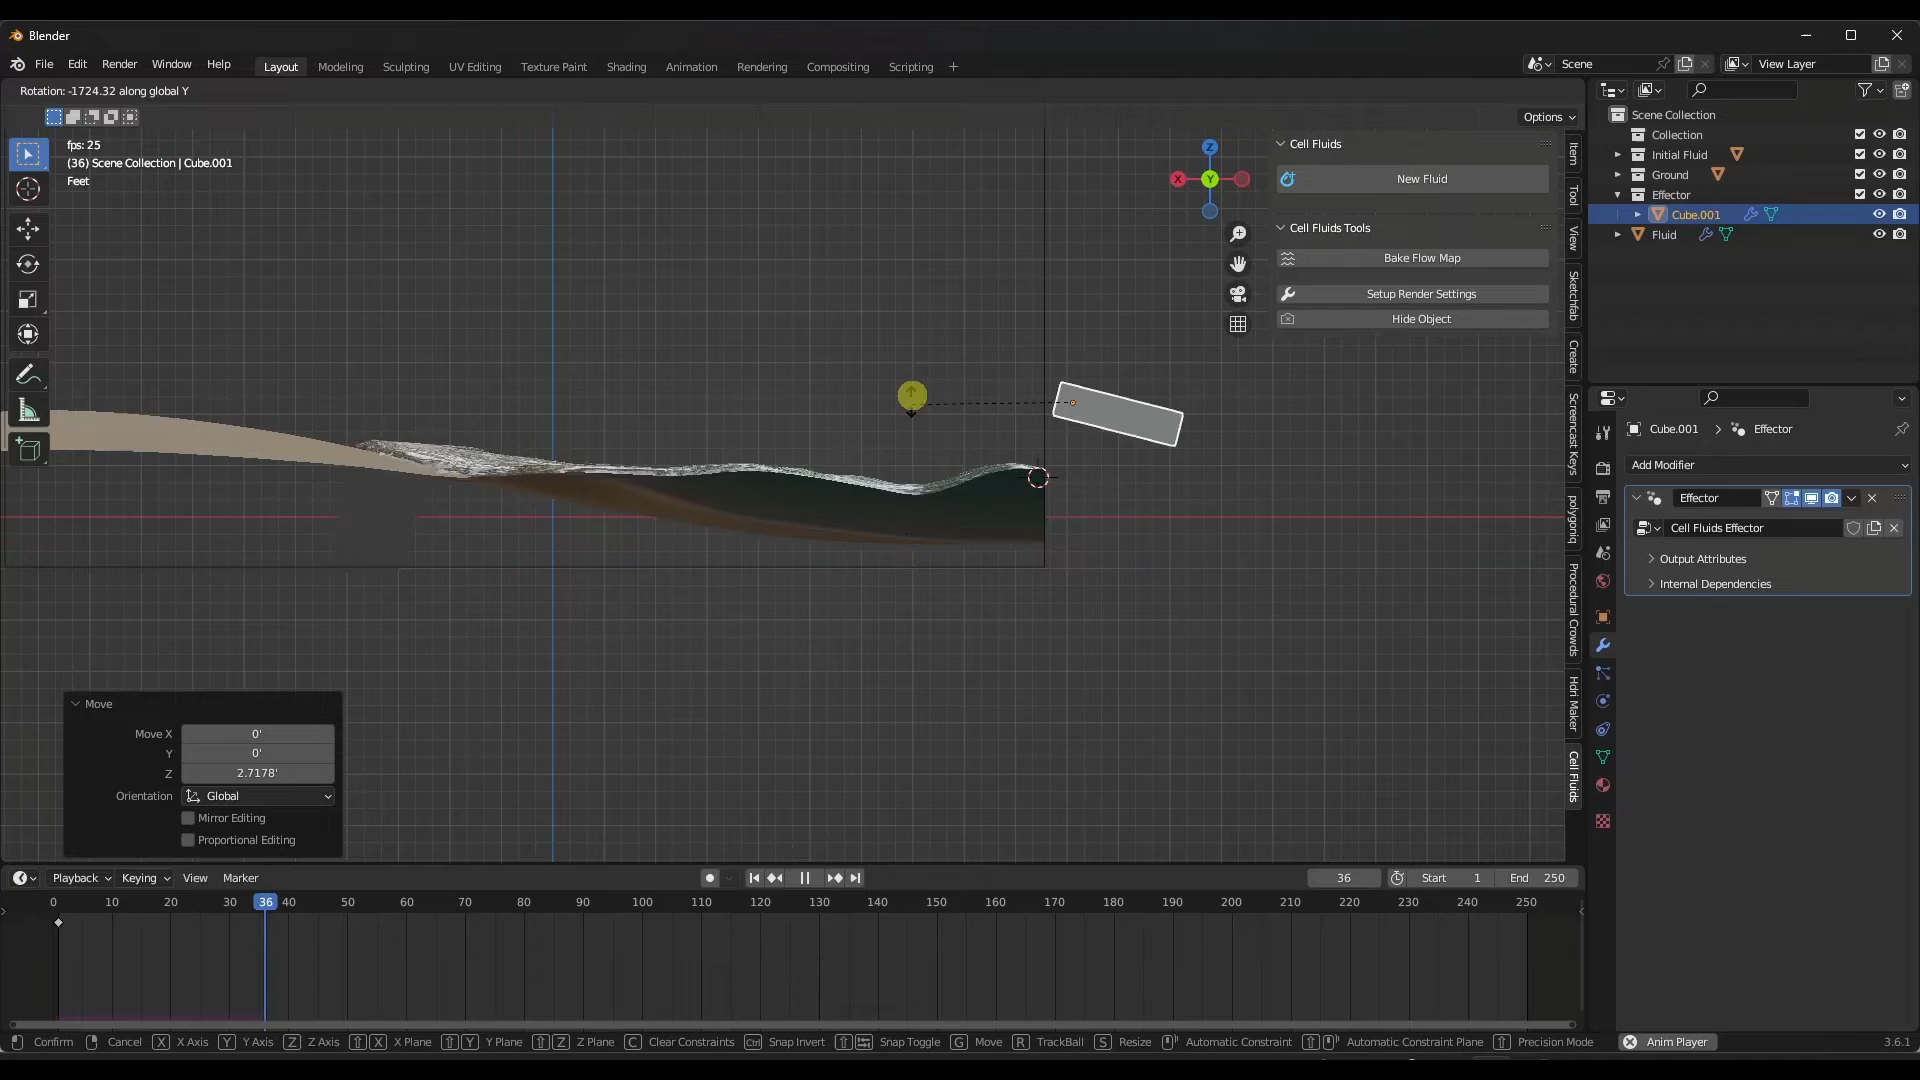 Blender
File Edit Render Window Help
Layout Modeling Sculpting UV Editing Texture Paint Shading Animation Rendering Compositing Scripting
Scene
View Layer
Rotation: -1724.32 along global Y
Options
fps: 25
(36) Scene Collection | Cube.001
Feet
Z
X
Y
Cell Fluids
New Fluid
Cell Fluids Tools
Bake Flow Map
Setup Render Settings
Hide Object
Item
Tool
View
Sketchfab
Create
Screencast Keys
polygoniq
Procedural Crowds
Hdri Maker
Cell Fluids
Scene Collection
Collection
Initial Fluid
Ground
Effector
Cube.001
Fluid
Cube.001 > Effector
Add Modifier
Effector
Cell Fluids Effector
Output Attributes
Internal Dependencies
Move
Move X 0'
Y 0'
Z 2.7178'
Orientation Global
Mirror Editing
Proportional Editing
Playback Keying View Marker
36 Start 1 End 250
0 10 20 30 36 40 50 60 70 80 90 100 110 120 130 140 150 160 170 180 190 200 210 220 230 240 250
Confirm Cancel X X Axis Y Y Axis Z Z Axis X X Plane Y Y Plane Z Z Plane C Clear Constraints Ctrl Snap Invert Snap Toggle G Move R TrackBall S Resize Automatic Constraint Automatic Constraint Plane Precision Mode Anim Player 3.6.1